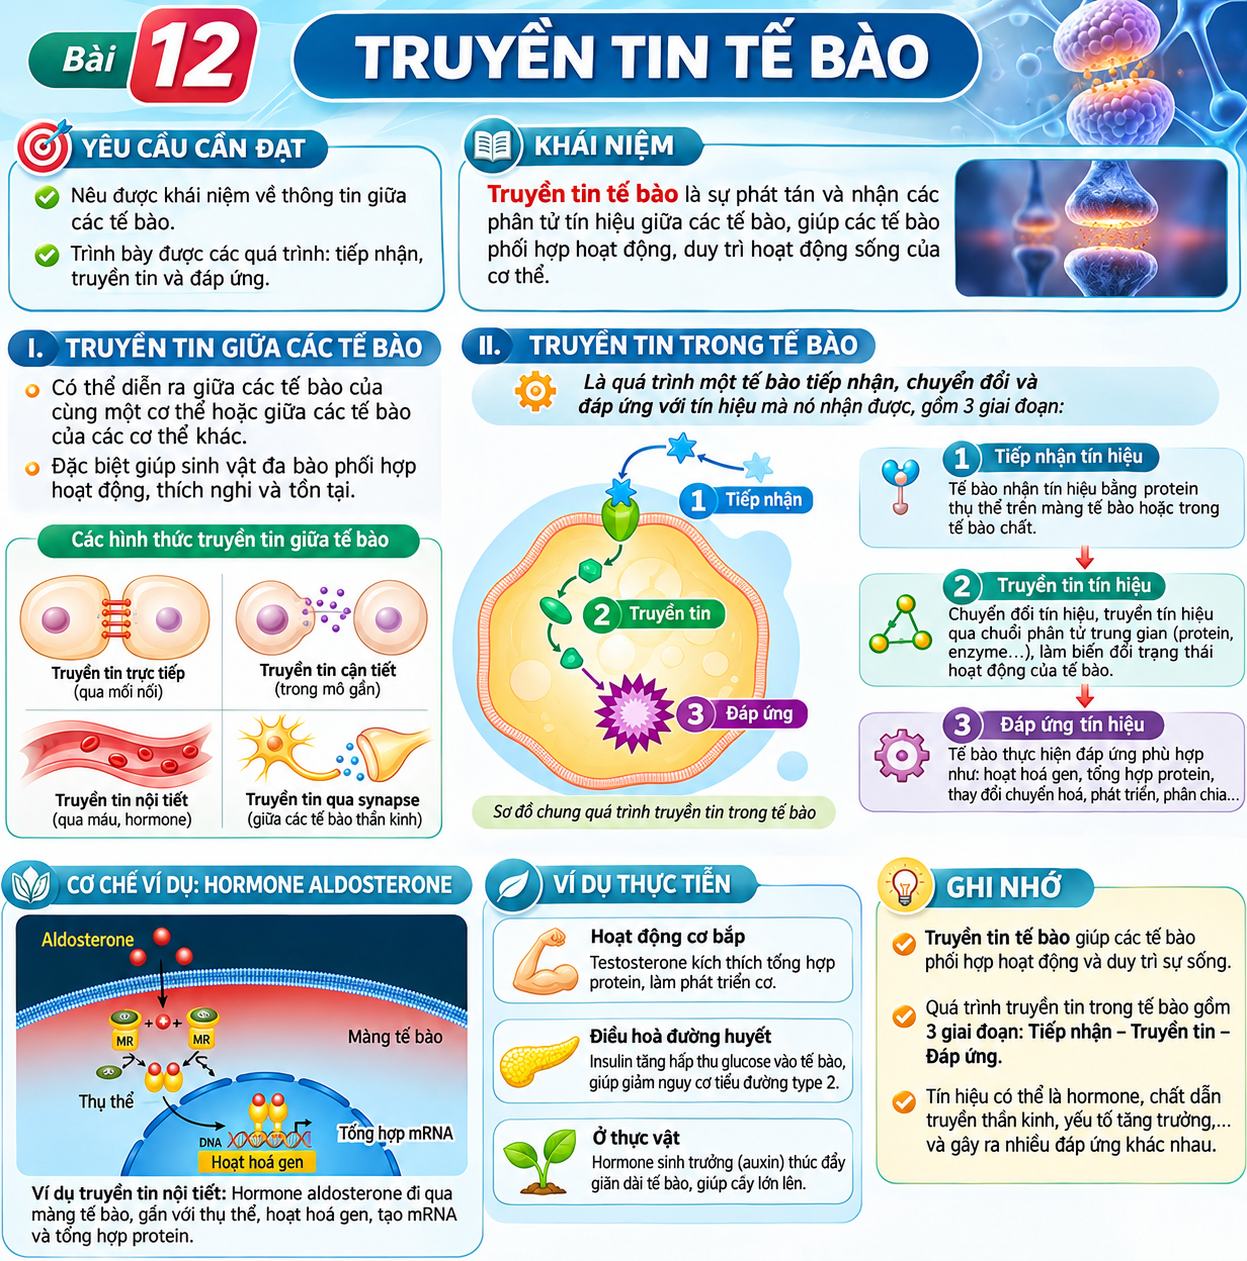 Bài 12
TRUYỀN TIN TẾ BÀO
YÊU CẦU CẦN ĐẠT
Nêu được khái niệm về thông tin giữa
các tế bào.
Trình bày được các quá trình: tiếp nhận,
truyền tin và đáp ứng.
KHÁI NIỆM
Truyền tin tế bào là sự phát tán và nhận các
phân tử tín hiệu giữa các tế bào, giúp các tế bào
phối hợp hoạt động, duy trì hoạt động sống của
cơ thể.
I. TRUYỀN TIN GIỮA CÁC TẾ BÀO
Có thể diễn ra giữa các tế bào của
cùng một cơ thể hoặc giữa các tế bào
của các cơ thể khác.
Đặc biệt giúp sinh vật đa bào phối hợp
hoạt động, thích nghi và tồn tại.
Các hình thức truyền tin giữa tế bào
Truyền tin trực tiếp
(qua mối nối)
Truyền tin cận tiết
(trong mô gần)
Truyền tin nội tiết
(qua máu, hormone)
Truyền tin qua synapse
(giữa các tế bào thần kinh)
II. TRUYỀN TIN TRONG TẾ BÀO
Là quá trình một tế bào tiếp nhận, chuyển đổi và
đáp ứng với tín hiệu mà nó nhận được, gồm 3 giai đoạn:
1 Tiếp nhận
2 Truyền tin
3 Đáp ứng
Sơ đồ chung quá trình truyền tin trong tế bào
1 Tiếp nhận tín hiệu
Tế bào nhận tín hiệu bằng protein
thụ thể trên màng tế bào hoặc trong
tế bào chất.
2 Truyền tin tín hiệu
Chuyển đổi tín hiệu, truyền tín hiệu
qua chuỗi phân tử trung gian (protein,
enzyme...), làm biến đổi trạng thái
hoạt động của tế bào.
3 Đáp ứng tín hiệu
Tế bào thực hiện đáp ứng phù hợp
như: hoạt hoá gen, tổng hợp protein,
thay đổi chuyển hoá, phát triển, phân chia...
CƠ CHẾ VÍ DỤ: HORMONE ALDOSTERONE
Aldosterone
MR + + MR
Màng tế bào
Thụ thể
DNA
Tổng hợp mRNA
Hoạt hoá gen
Ví dụ truyền tin nội tiết: Hormone aldosterone đi qua
màng tế bào, gắn với thụ thể, hoạt hoá gen, tạo mRNA
và tổng hợp protein.
VÍ DỤ THỰC TIỄN
Hoạt động cơ bắp
Testosterone kích thích tổng hợp
protein, làm phát triển cơ.
Điều hoà đường huyết
Insulin tăng hấp thu glucose vào tế bào,
giúp giảm nguy cơ tiểu đường type 2.
Ở thực vật
Hormone sinh trưởng (auxin) thúc đẩy
giãn dài tế bào, giúp cây lớn lên.
GHI NHỚ
Truyền tin tế bào giúp các tế bào
phối hợp hoạt động và duy trì sự sống.
Quá trình truyền tin trong tế bào gồm
3 giai đoạn: Tiếp nhận – Truyền tin –
Đáp ứng.
Tín hiệu có thể là hormone, chất dẫn
truyền thần kinh, yếu tố tăng trưởng,...
và gây ra nhiều đáp ứng khác nhau.